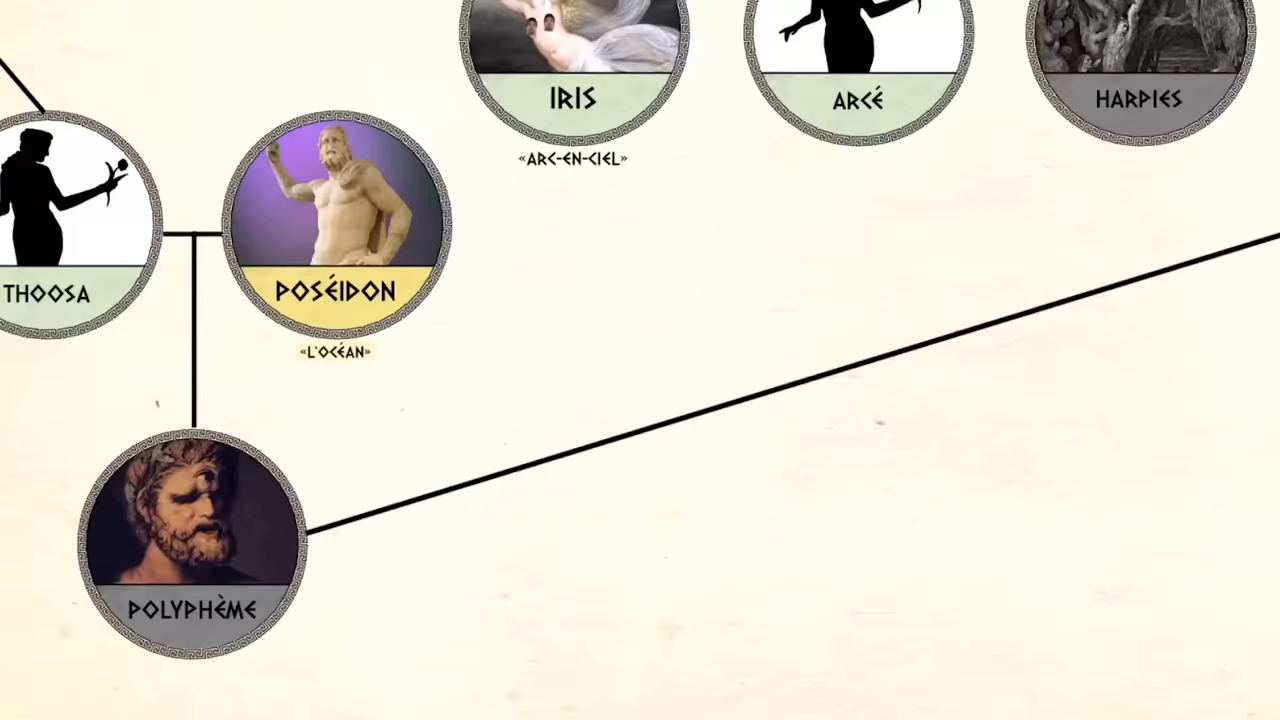 IRIS
«ARC-EN-CIEL»
ARCÉ
HARPIES
THOOSA
POSÉIDON
«L'OCÉAN»
POLYPHÈME